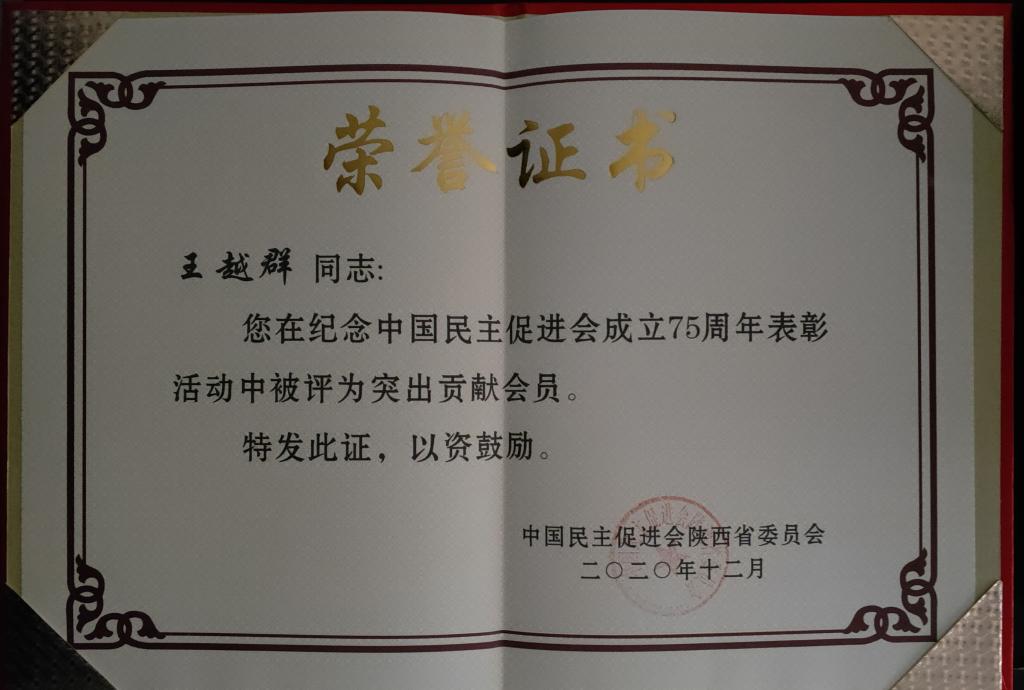 荣誉证书
王越群 同志:
您在纪念中国民主促进会成立75周年表彰
活动中被评为突出贡献会员。
特发此证，以资鼓励。
中国民主促进会陕西省委员会
二〇二〇年十二月